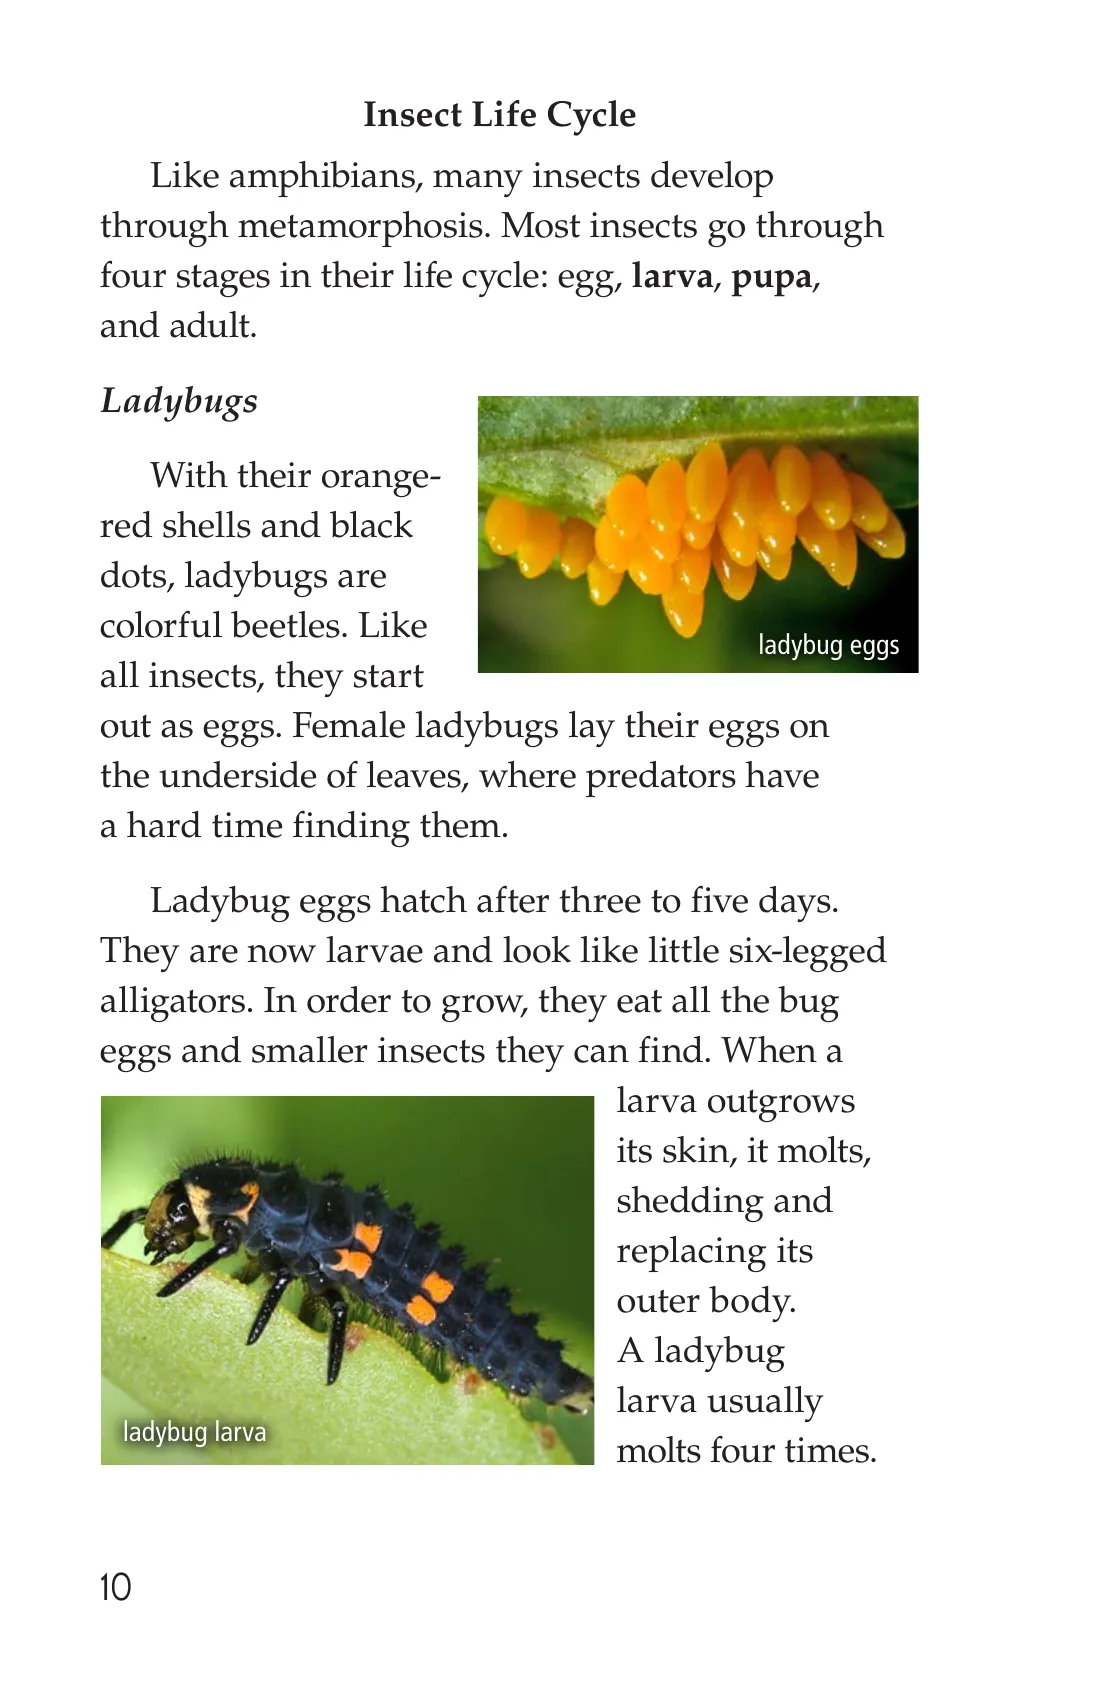 Insect Life Cycle
Like amphibians, many insects develop
through metamorphosis. Most insects go through
four stages in their life cycle: egg, larva, pupa,
and adult.
Ladybugs
With their orange-
red shells and black
dots, ladybugs are
colorful beetles. Like
all insects, they start
out as eggs. Female ladybugs lay their eggs on
the underside of leaves, where predators have
a hard time finding them.
ladybug eggs
Ladybug eggs hatch after three to five days.
They are now larvae and look like little six-legged
alligators. In order to grow, they eat all the bug
eggs and smaller insects they can find. When a
larva outgrows
its skin, it molts,
shedding and
replacing its
outer body.
A ladybug
larva usually
molts four times.
ladybug larva
10